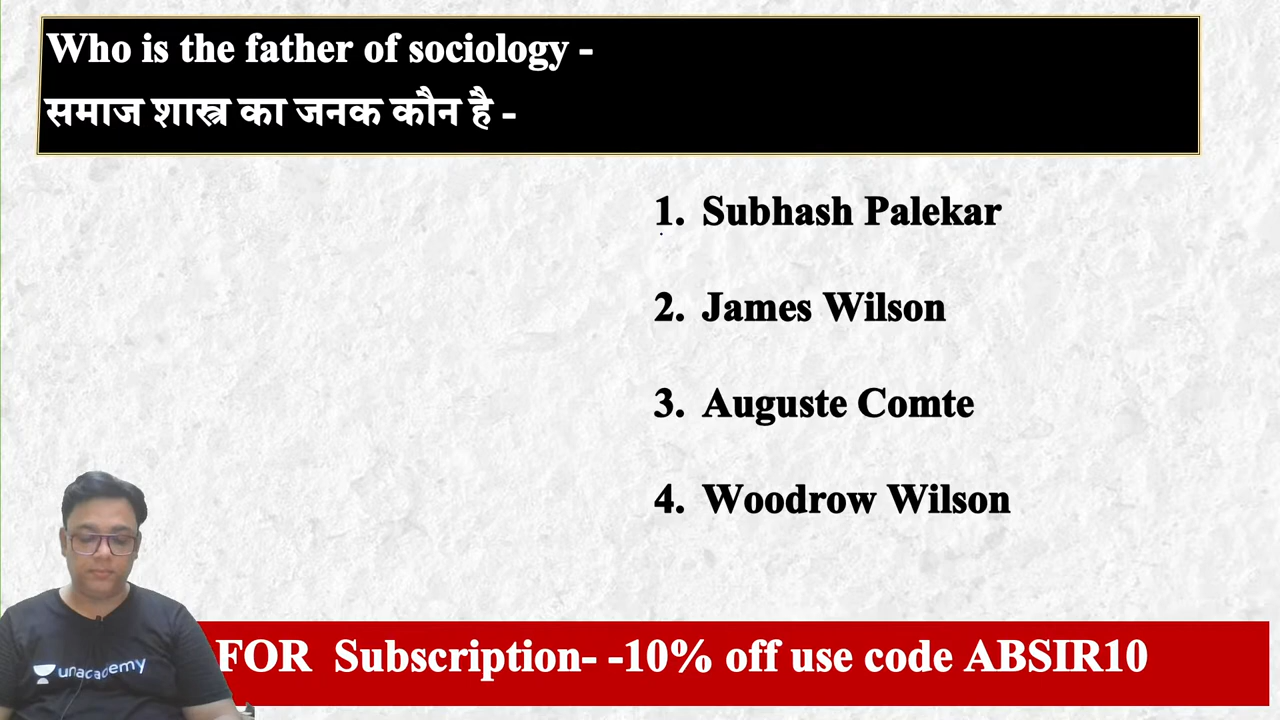 Who is the father of sociology -
समाज शास्त्र का जनक कौन है -
1. Subhash Palekar
2. James Wilson
3. Auguste Comte
4. Woodrow Wilson
FOR Subscription- -10% off use code ABSIR10
unacademy